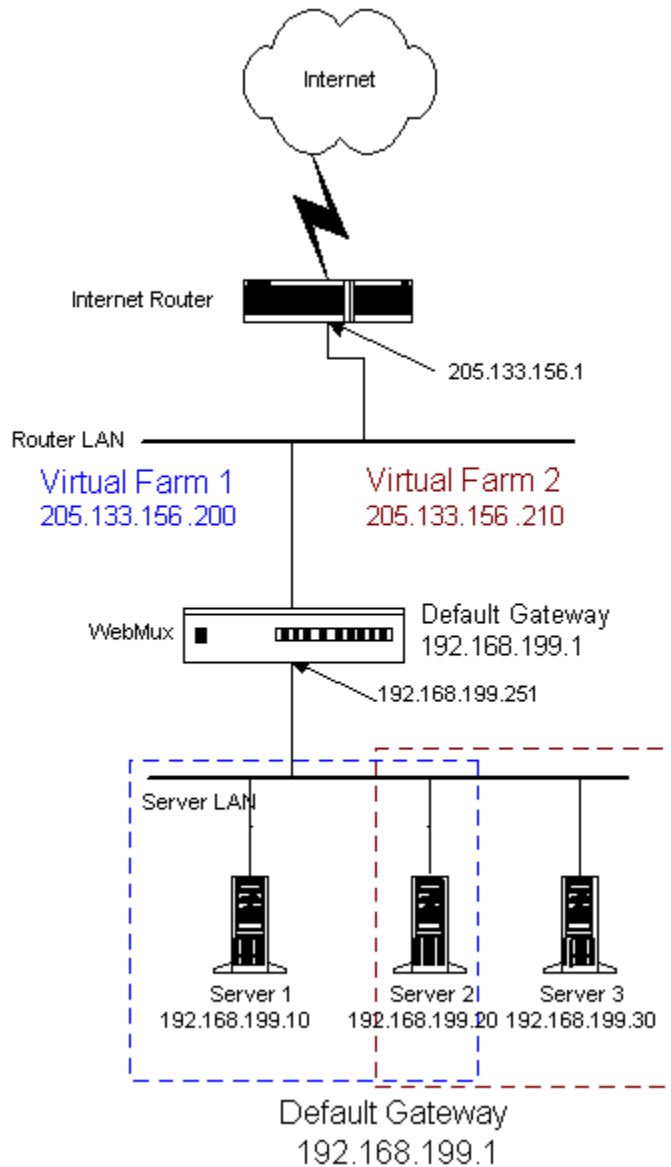 Internet
Internet Router
205.133.156.1
Router LAN
Virtual Farm 1
205.133.156 .200
Virtual Farm 2
205.133.156 .210
WebMux
Default Gateway
192.168.199.1
192.168.199.251
Server LAN
Server 1
192.168.199.10
Server 2
192.168.199.20
Server 3
192.168.199.30
Default Gateway
192.168.199.1